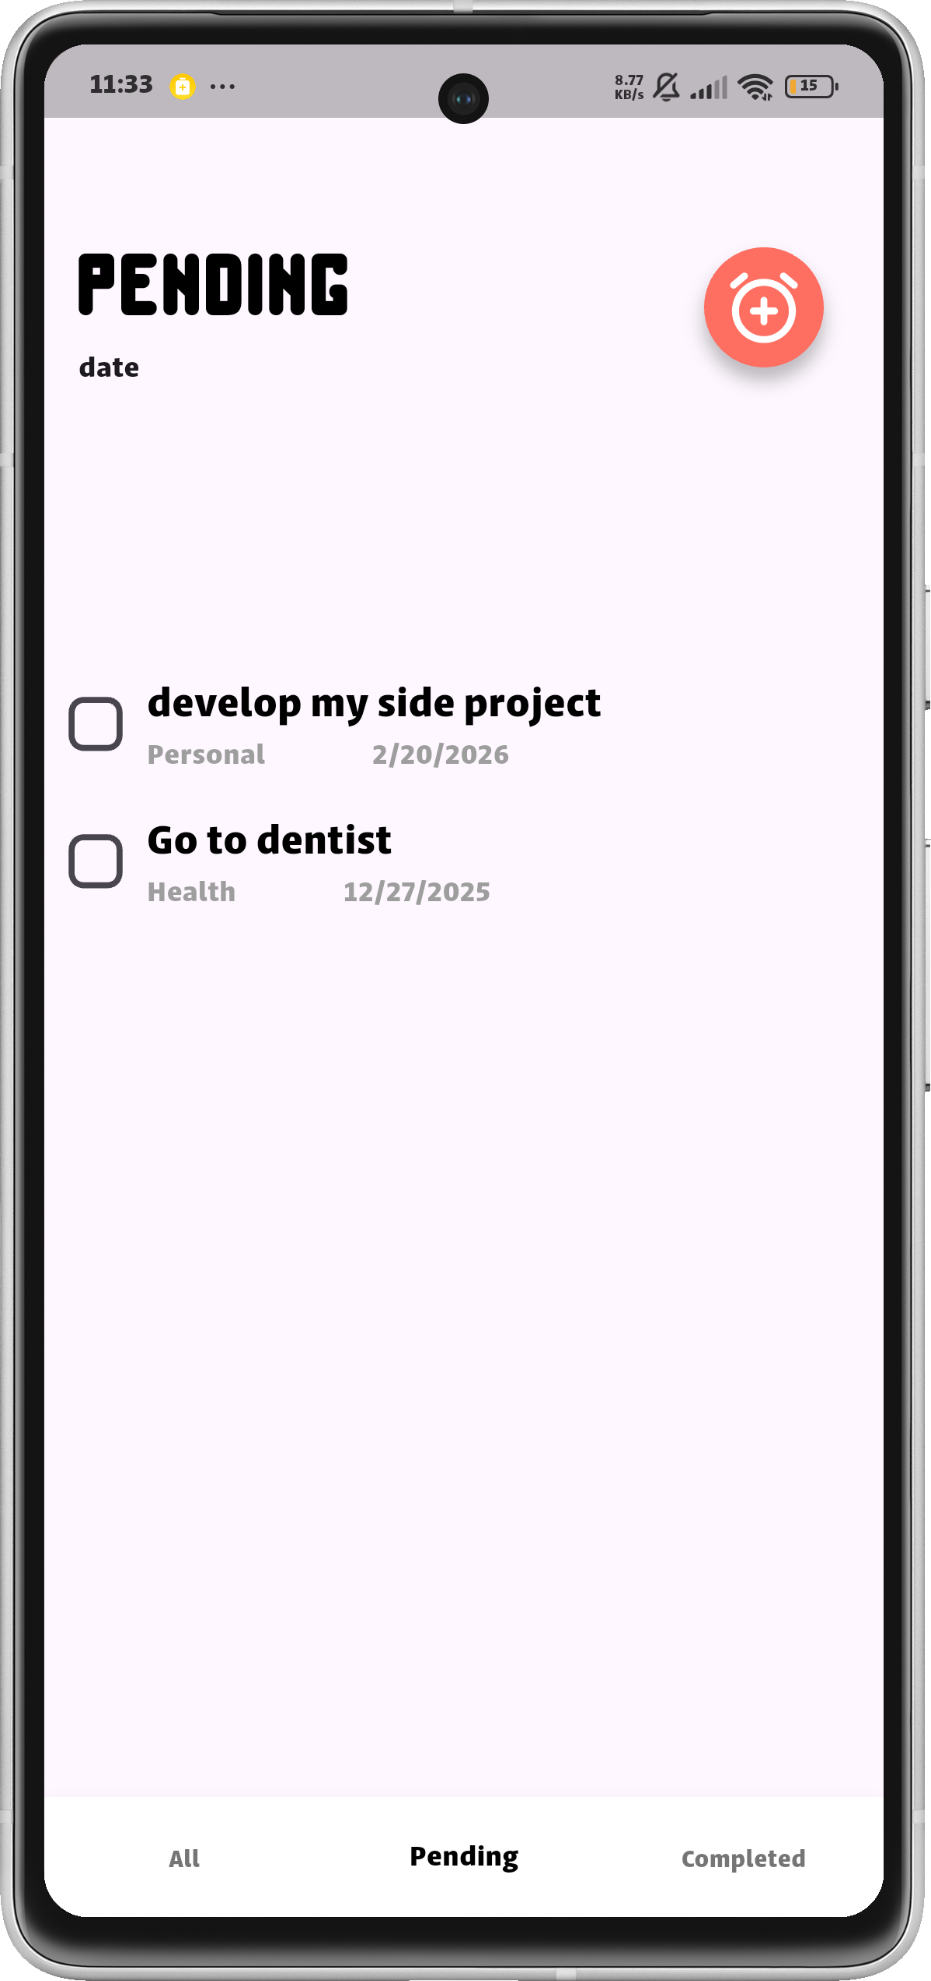 11:33 ... 8.77 KB/s 15
PENDING
date
develop my side project
Personal 2/20/2026
Go to dentist
Health 12/27/2025
All Pending Completed